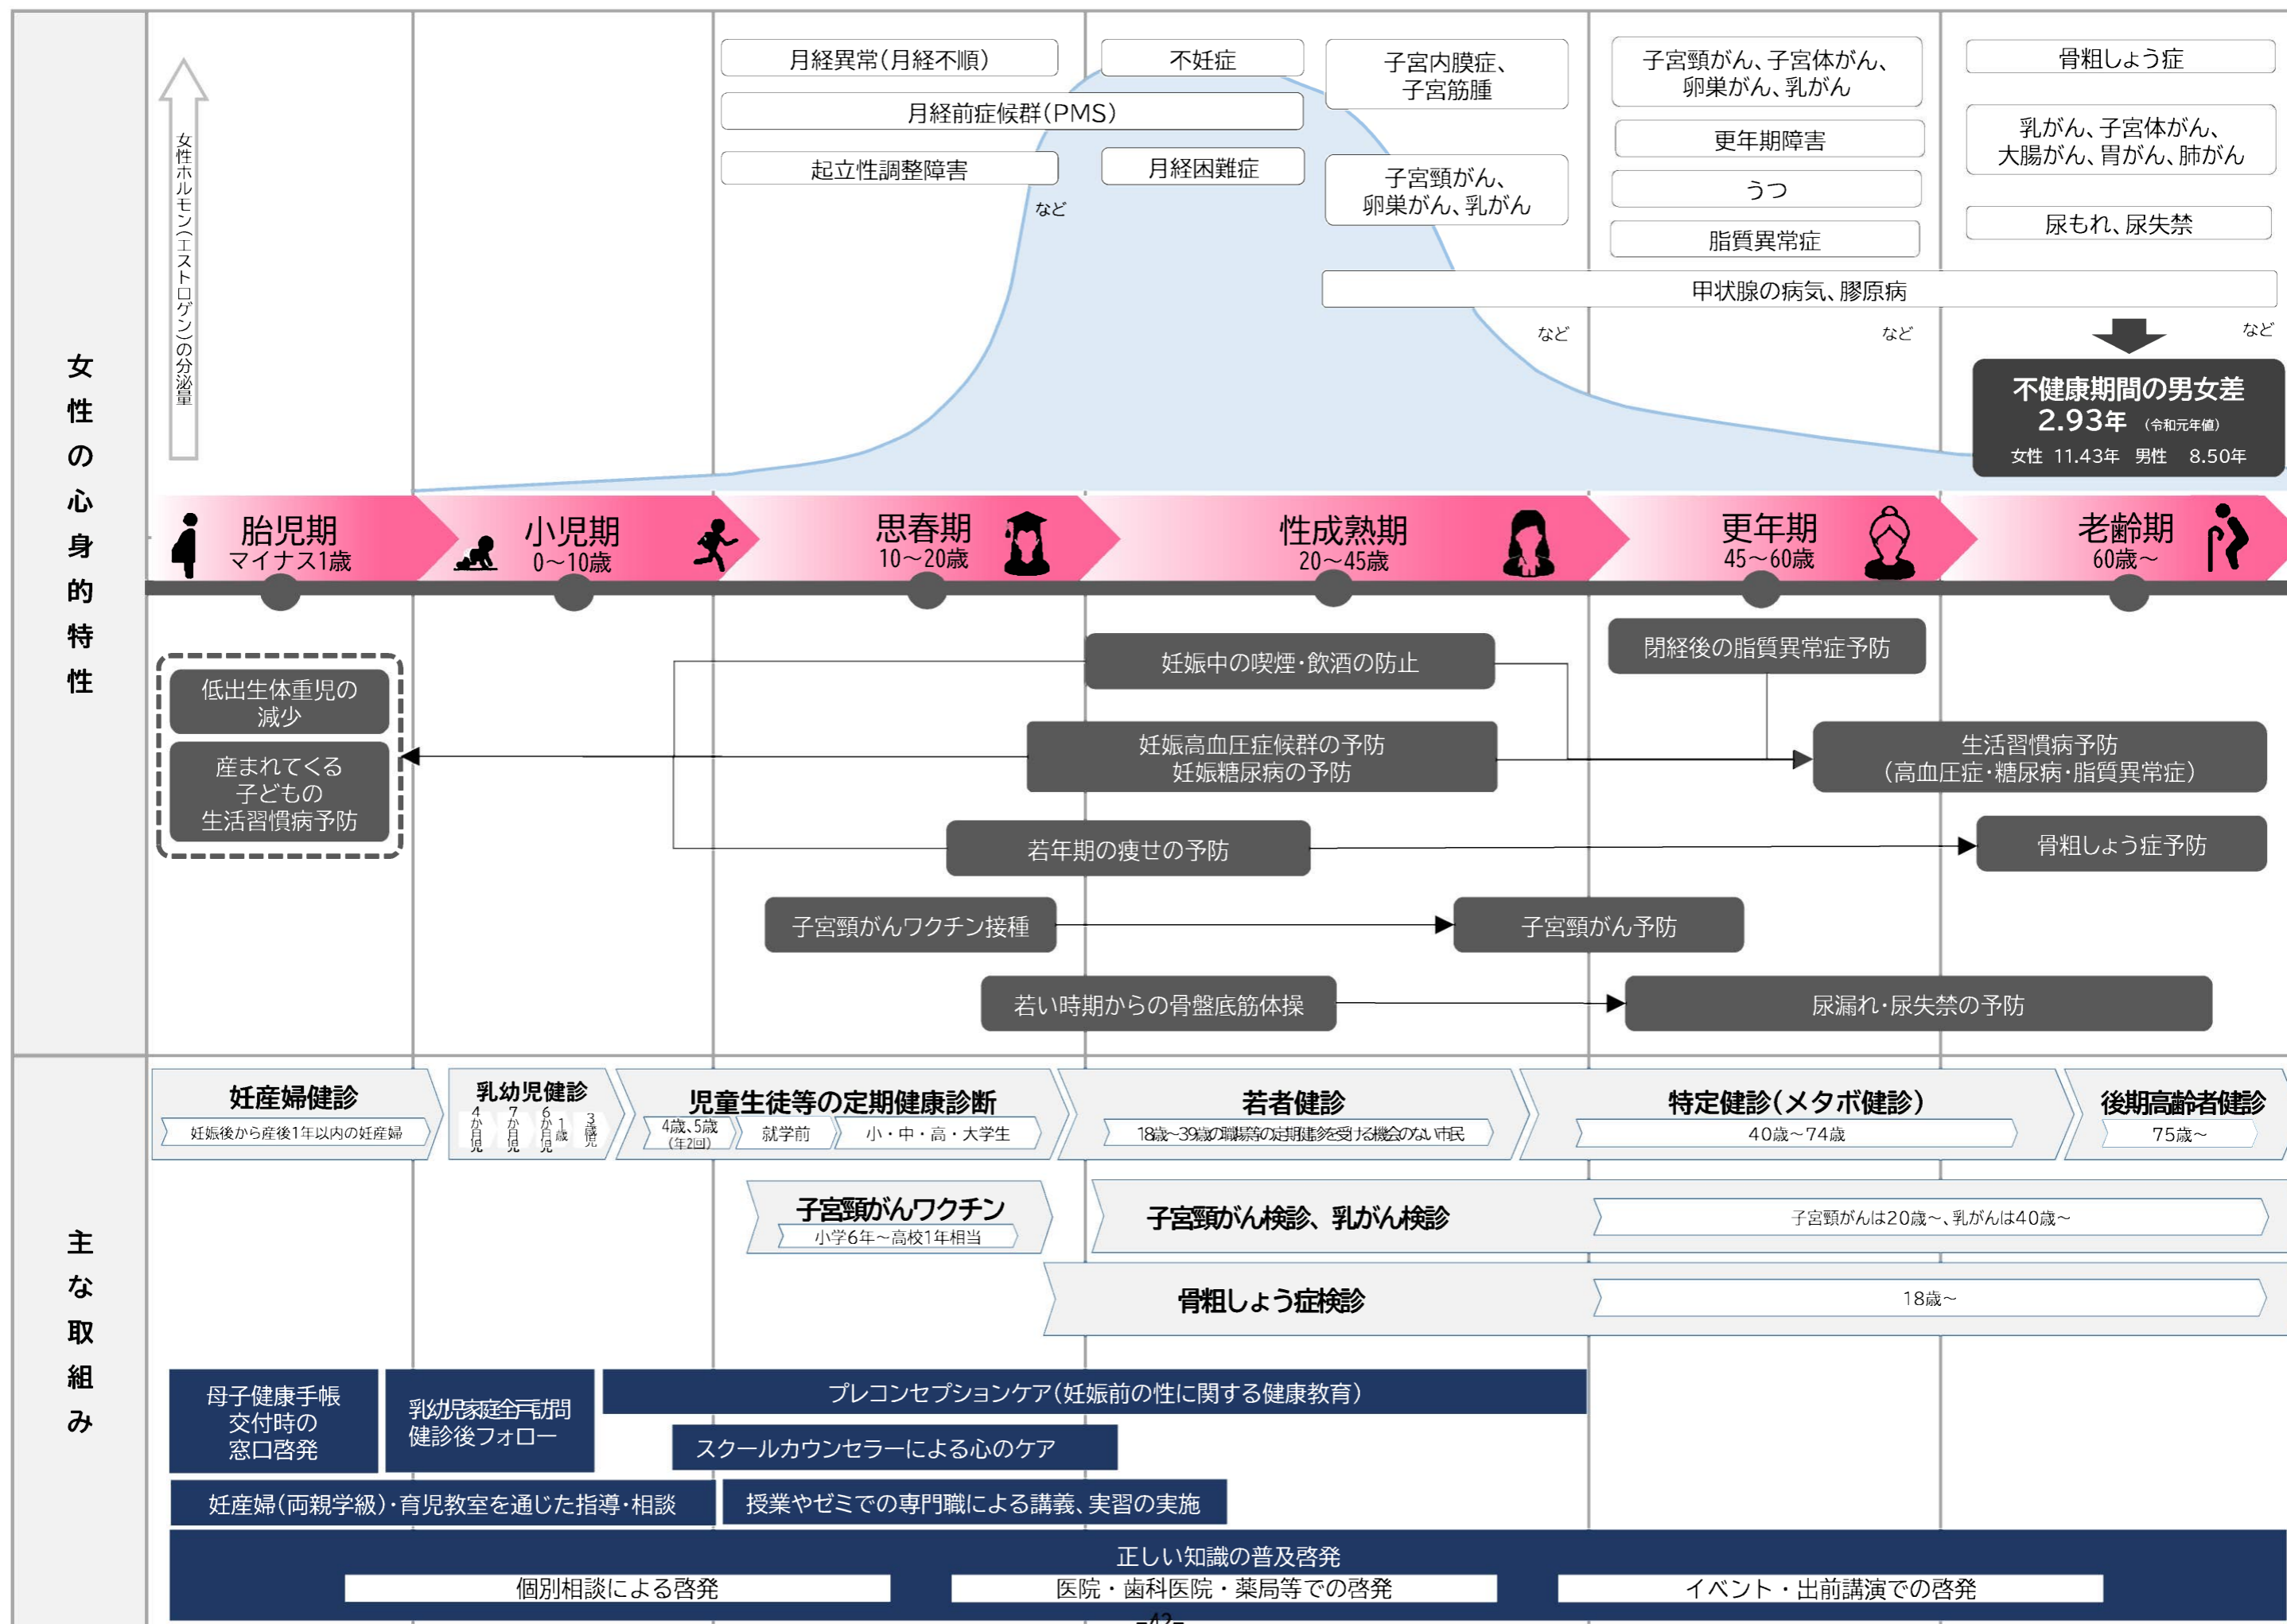 女性の心身的特性
女性ホルモン(エストロゲン)の分泌量
月経異常(月経不順)
月経前症候群(PMS)
起立性調整障害
など
不妊症
月経困難症
子宮内膜症、
子宮筋腫
子宮頸がん、
卵巣がん、乳がん
子宮頸がん、子宮体がん、
卵巣がん、乳がん
更年期障害
うつ
脂質異常症
骨粗しょう症
乳がん、子宮体がん、
大腸がん、胃がん、肺がん
尿もれ、尿失禁
甲状腺の病気、膠原病
など
など
など
不健康期間の男女差
2.93年 (令和元年値)
女性 11.43年 男性 8.50年
胎児期
マイナス1歳
小児期
0～10歳
思春期
10～20歳
性成熟期
20～45歳
更年期
45～60歳
老齢期
60歳～
低出生体重児の
減少
産まれてくる
子どもの
生活習慣病予防
妊娠中の喫煙・飲酒の防止
閉経後の脂質異常症予防
妊娠高血圧症候群の予防
妊娠糖尿病の予防
生活習慣病予防
(高血圧症・糖尿病・脂質異常症)
若年期の痩せの予防
骨粗しょう症予防
子宮頸がんワクチン接種
子宮頸がん予防
若い時期からの骨盤底筋体操
尿漏れ・尿失禁の予防
主な取組み
妊産婦健診
妊娠後から産後1年以内の妊産婦
乳幼児健診
4か月児
7か月児
1歳6か月児
3歳児
児童生徒等の定期健康診断
4歳、5歳
(年2回)
就学前
小・中・高・大学生
若者健診
18歳～39歳の職場等の定期健診を受ける機会のない市民
特定健診(メタボ健診)
40歳～74歳
後期高齢者健診
75歳～
子宮頸がんワクチン
小学6年～高校1年相当
子宮頸がん検診、乳がん検診
子宮頸がんは20歳～、乳がんは40歳～
骨粗しょう症検診
18歳～
母子健康手帳
交付時の
窓口啓発
乳幼児家庭全戸訪問
健診後フォロー
プレコンセプションケア(妊娠前の性に関する健康教育)
スクールカウンセラーによる心のケア
妊産婦(両親学級)・育児教室を通じた指導・相談
授業やゼミでの専門職による講義、実習の実施
正しい知識の普及啓発
個別相談による啓発
医院・歯科医院・薬局等での啓発
イベント・出前講演での啓発
-42-